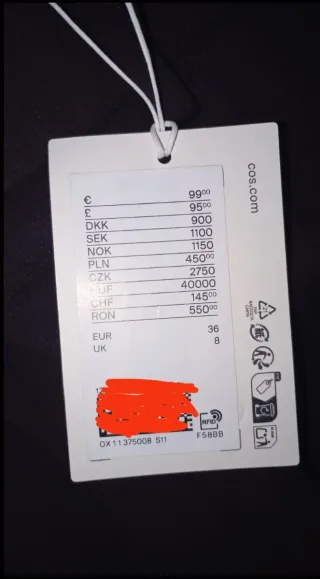 cos.com
€ 99⁰⁰
£ 95⁰⁰
DKK 900
SEK 1100
NOK 1150
PLN 450⁰⁰
CZK 2750
HUF 40000
CHF 145⁰⁰
RON 550⁰⁰
EUR 36
UK 8
RFID
OX 11 375008 S11 F58BB